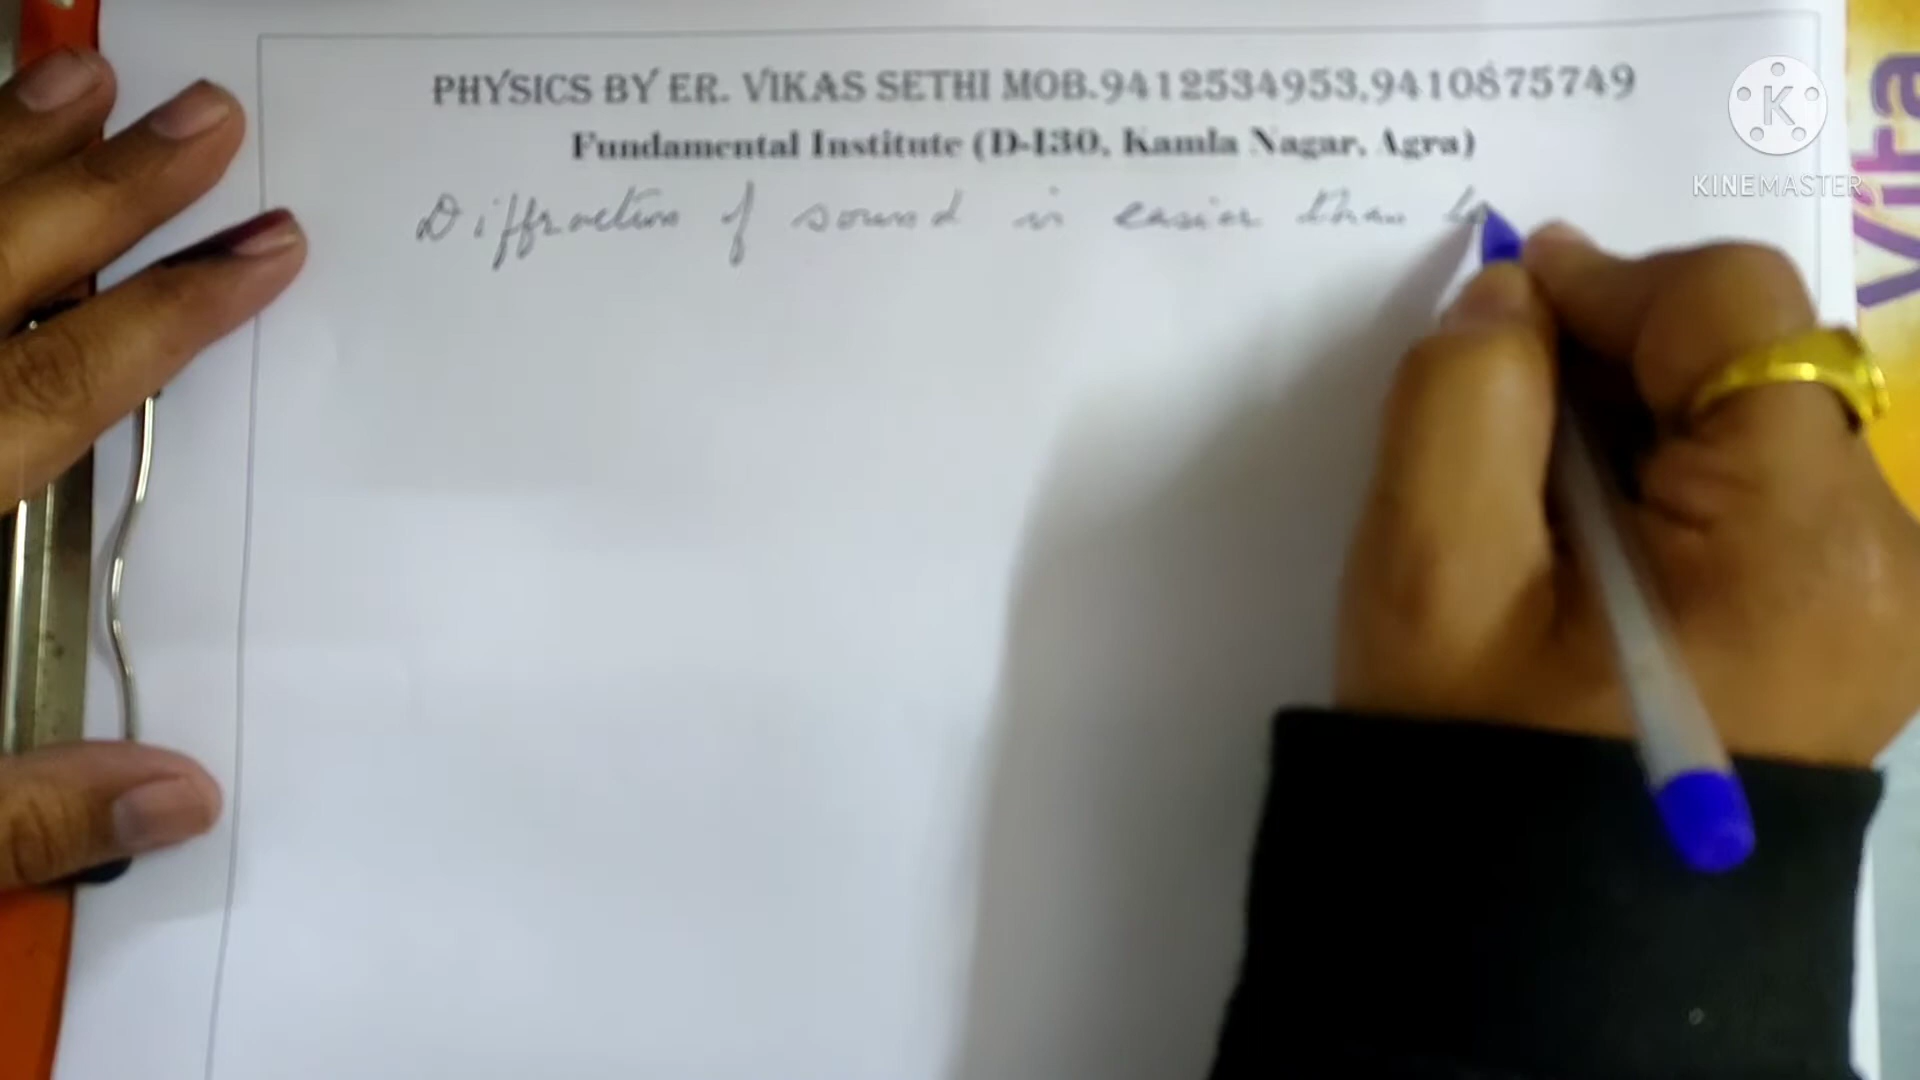 PHYSICS BY ER. VIKAS SETHI MOB.9412534953,9410875749
Fundamental Institute (D-130, Kamla Nagar, Agra)
Diffraction of sound is easier than
K
KINEMASTER
Vita